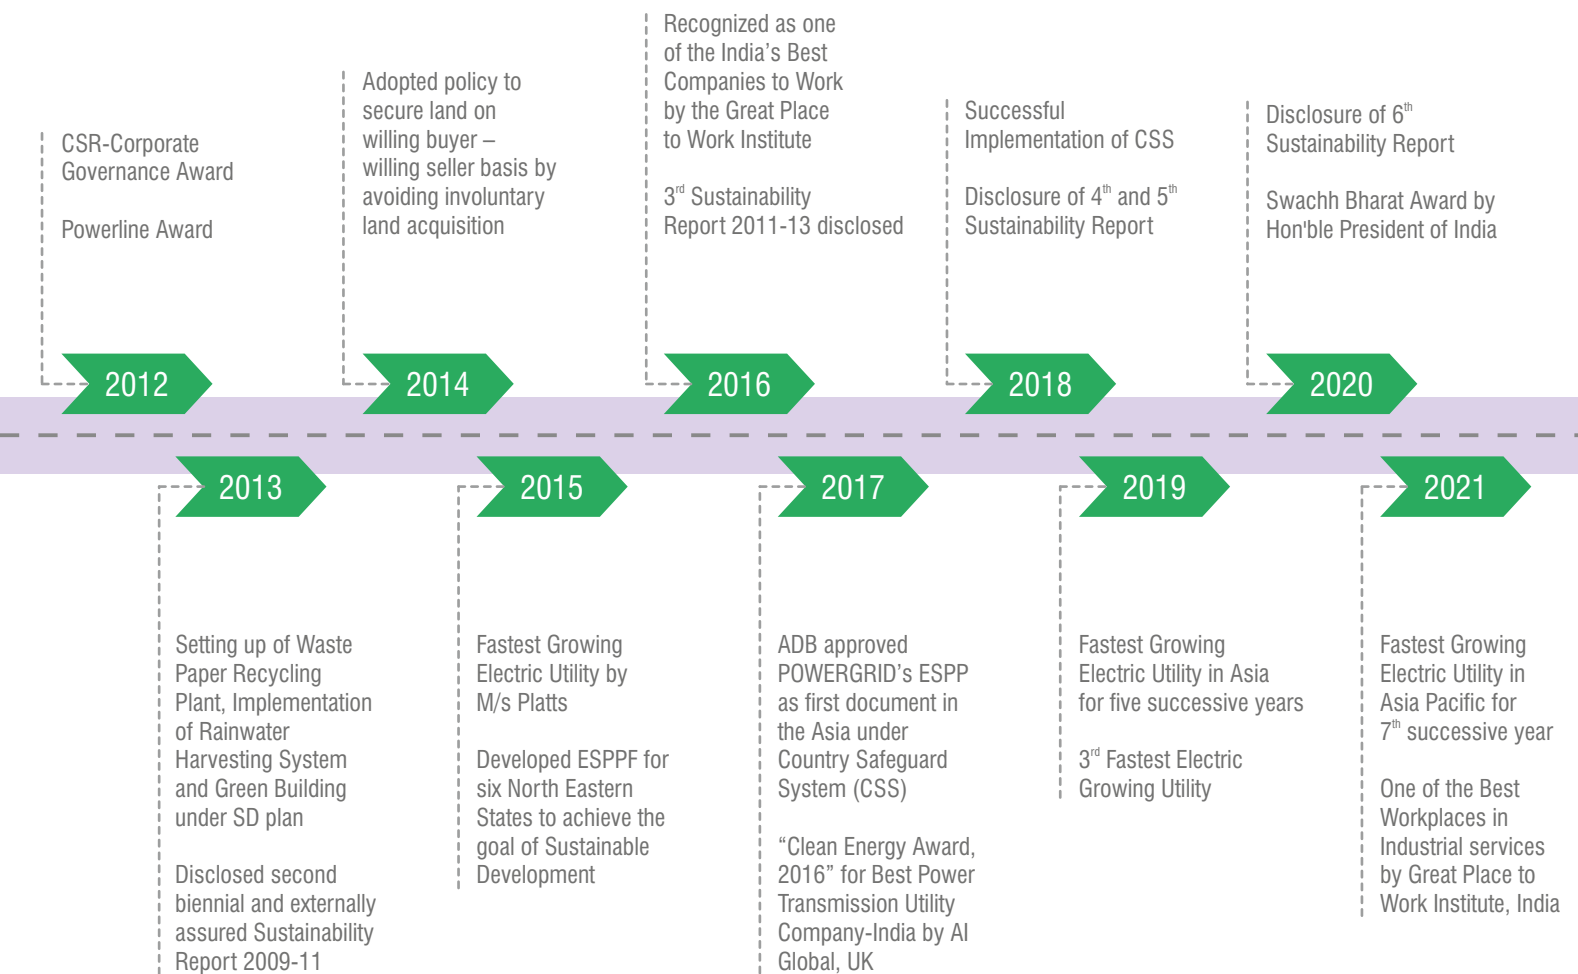 CSR-Corporate
Governance Award
Powerline Award
2012
Adopted policy to
secure land on
willing buyer –
willing seller basis by
avoiding involuntary
land acquisition
2014
Recognized as one
of the India’s Best
Companies to Work
by the Great Place
to Work Institute
3rd Sustainability
Report 2011-13 disclosed
2016
Successful
Implementation of CSS
Disclosure of 4th and 5th
Sustainability Report
2018
Disclosure of 6th
Sustainability Report
Swachh Bharat Award by
Hon'ble President of India
2020
2013
Setting up of Waste
Paper Recycling
Plant, Implementation
of Rainwater
Harvesting System
and Green Building
under SD plan
Disclosed second
biennial and externally
assured Sustainability
Report 2009-11
2015
Fastest Growing
Electric Utility by
M/s Platts
Developed ESPPF for
six North Eastern
States to achieve the
goal of Sustainable
Development
2017
ADB approved
POWERGRID’s ESPP
as first document in
the Asia under
Country Safeguard
System (CSS)
“Clean Energy Award,
2016” for Best Power
Transmission Utility
Company-India by AI
Global, UK
2019
Fastest Growing
Electric Utility in Asia
for five successive years
3rd Fastest Electric
Growing Utility
2021
Fastest Growing
Electric Utility in
Asia Pacific for
7th successive year
One of the Best
Workplaces in
Industrial services
by Great Place to
Work Institute, India